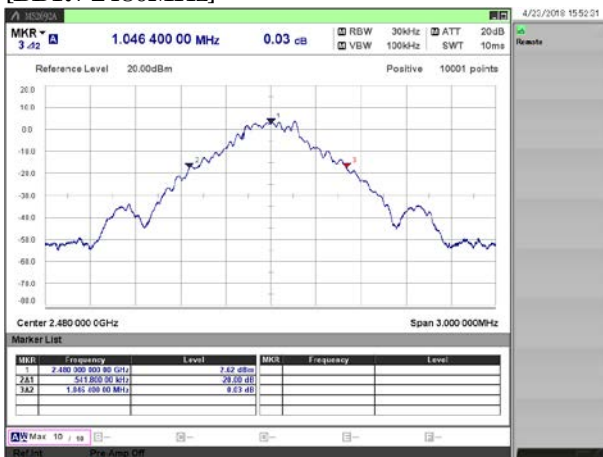 MS2692A
4/23/2018 15:52:31
MKR
3 Δ2
1.046 400 00 MHz
0.03 dB
RBW 30kHz ATT 20dB
VBW 100kHz SWT 10ms
Remote
Reference Level 20.00dBm
Positive 10001 points
20.0
10.0
0.0
-10.0
1
2
3
-20.0
-30.0
-40.0
-50.0
-60.0
-70.0
-80.0
Center 2.480 000 0GHz
Span 3.000 000MHz
Marker List
MKR Frequency Level MKR Frequency Level
1 2.480 000 000 00 GHz 2.62 dBm
2Δ1 -541.800 00 kHz -20.00 dB
3Δ2 1.046 400 00 MHz 0.03 dB
Max 10 / 10
Ref.Int Pre-Amp Off